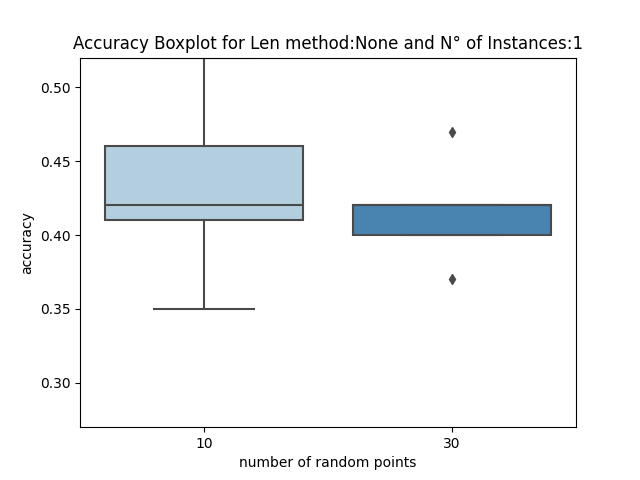 Accuracy Boxplot for Len method:None and N° of Instances:1
0.50
0.45
0.40
0.35
0.30
accuracy
10 30
number of random points